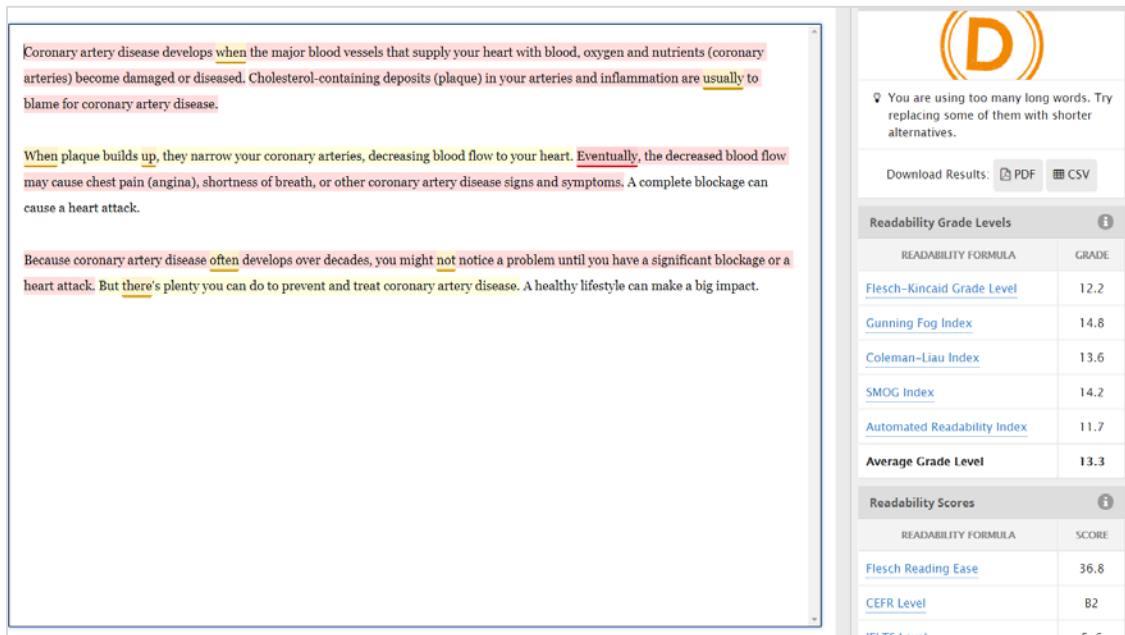 Coronary artery disease develops when the major blood vessels that supply your heart with blood, oxygen and nutrients (coronary
arteries) become damaged or diseased. Cholesterol-containing deposits (plaque) in your arteries and inflammation are usually to
blame for coronary artery disease.
When plaque builds up, they narrow your coronary arteries, decreasing blood flow to your heart. Eventually, the decreased blood flow
may cause chest pain (angina), shortness of breath, or other coronary artery disease signs and symptoms. A complete blockage can
cause a heart attack.
Because coronary artery disease often develops over decades, you might not notice a problem until you have a significant blockage or a
heart attack. But there's plenty you can do to prevent and treat coronary artery disease. A healthy lifestyle can make a big impact.
D
You are using too many long words. Try
replacing some of them with shorter
alternatives.
Download Results: PDF CSV
Readability Grade Levels
READABILITY FORMULA GRADE
Flesch-Kincaid Grade Level 12.2
Gunning Fog Index 14.8
Coleman-Liau Index 13.6
SMOG Index 14.2
Automated Readability Index 11.7
Average Grade Level 13.3
Readability Scores
READABILITY FORMULA SCORE
Flesch Reading Ease 36.8
CEFR Level B2